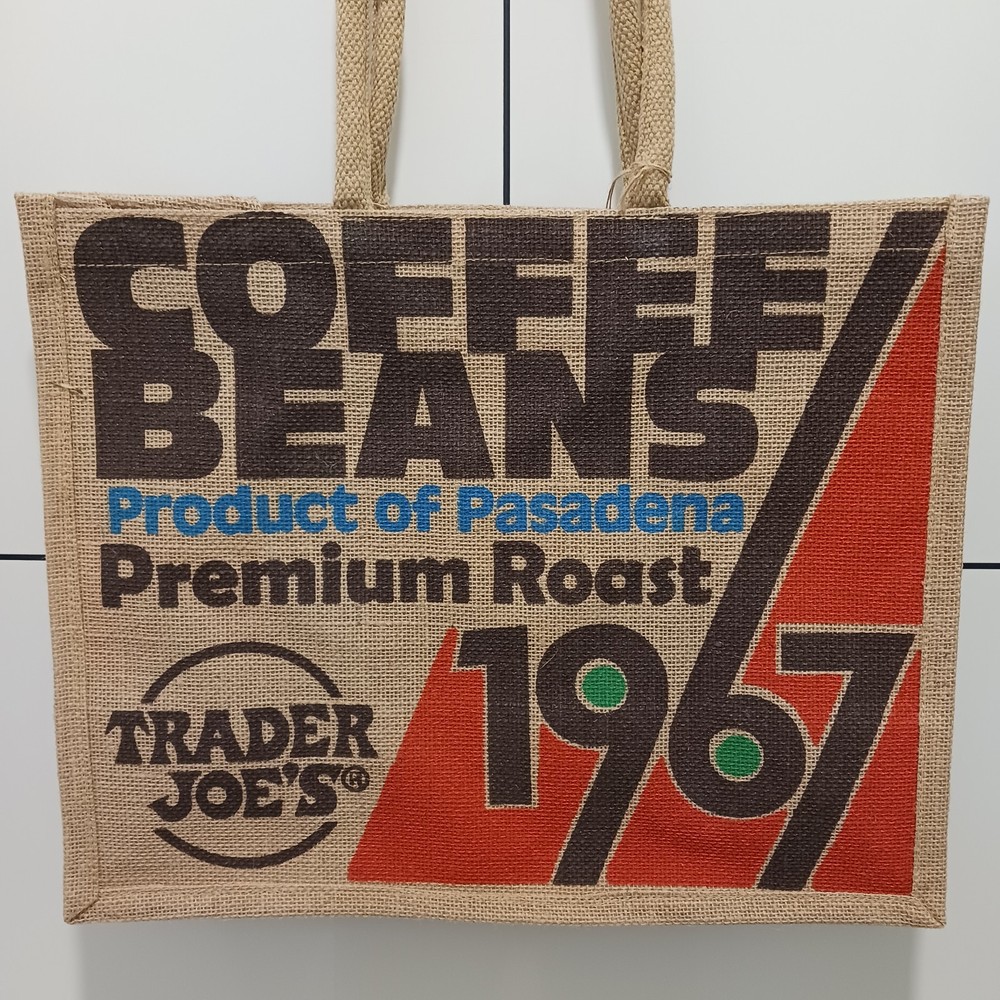 COFFEE
BEANS
Product of Pasadena
Premium Roast
1967
TRADER
JOE'S®